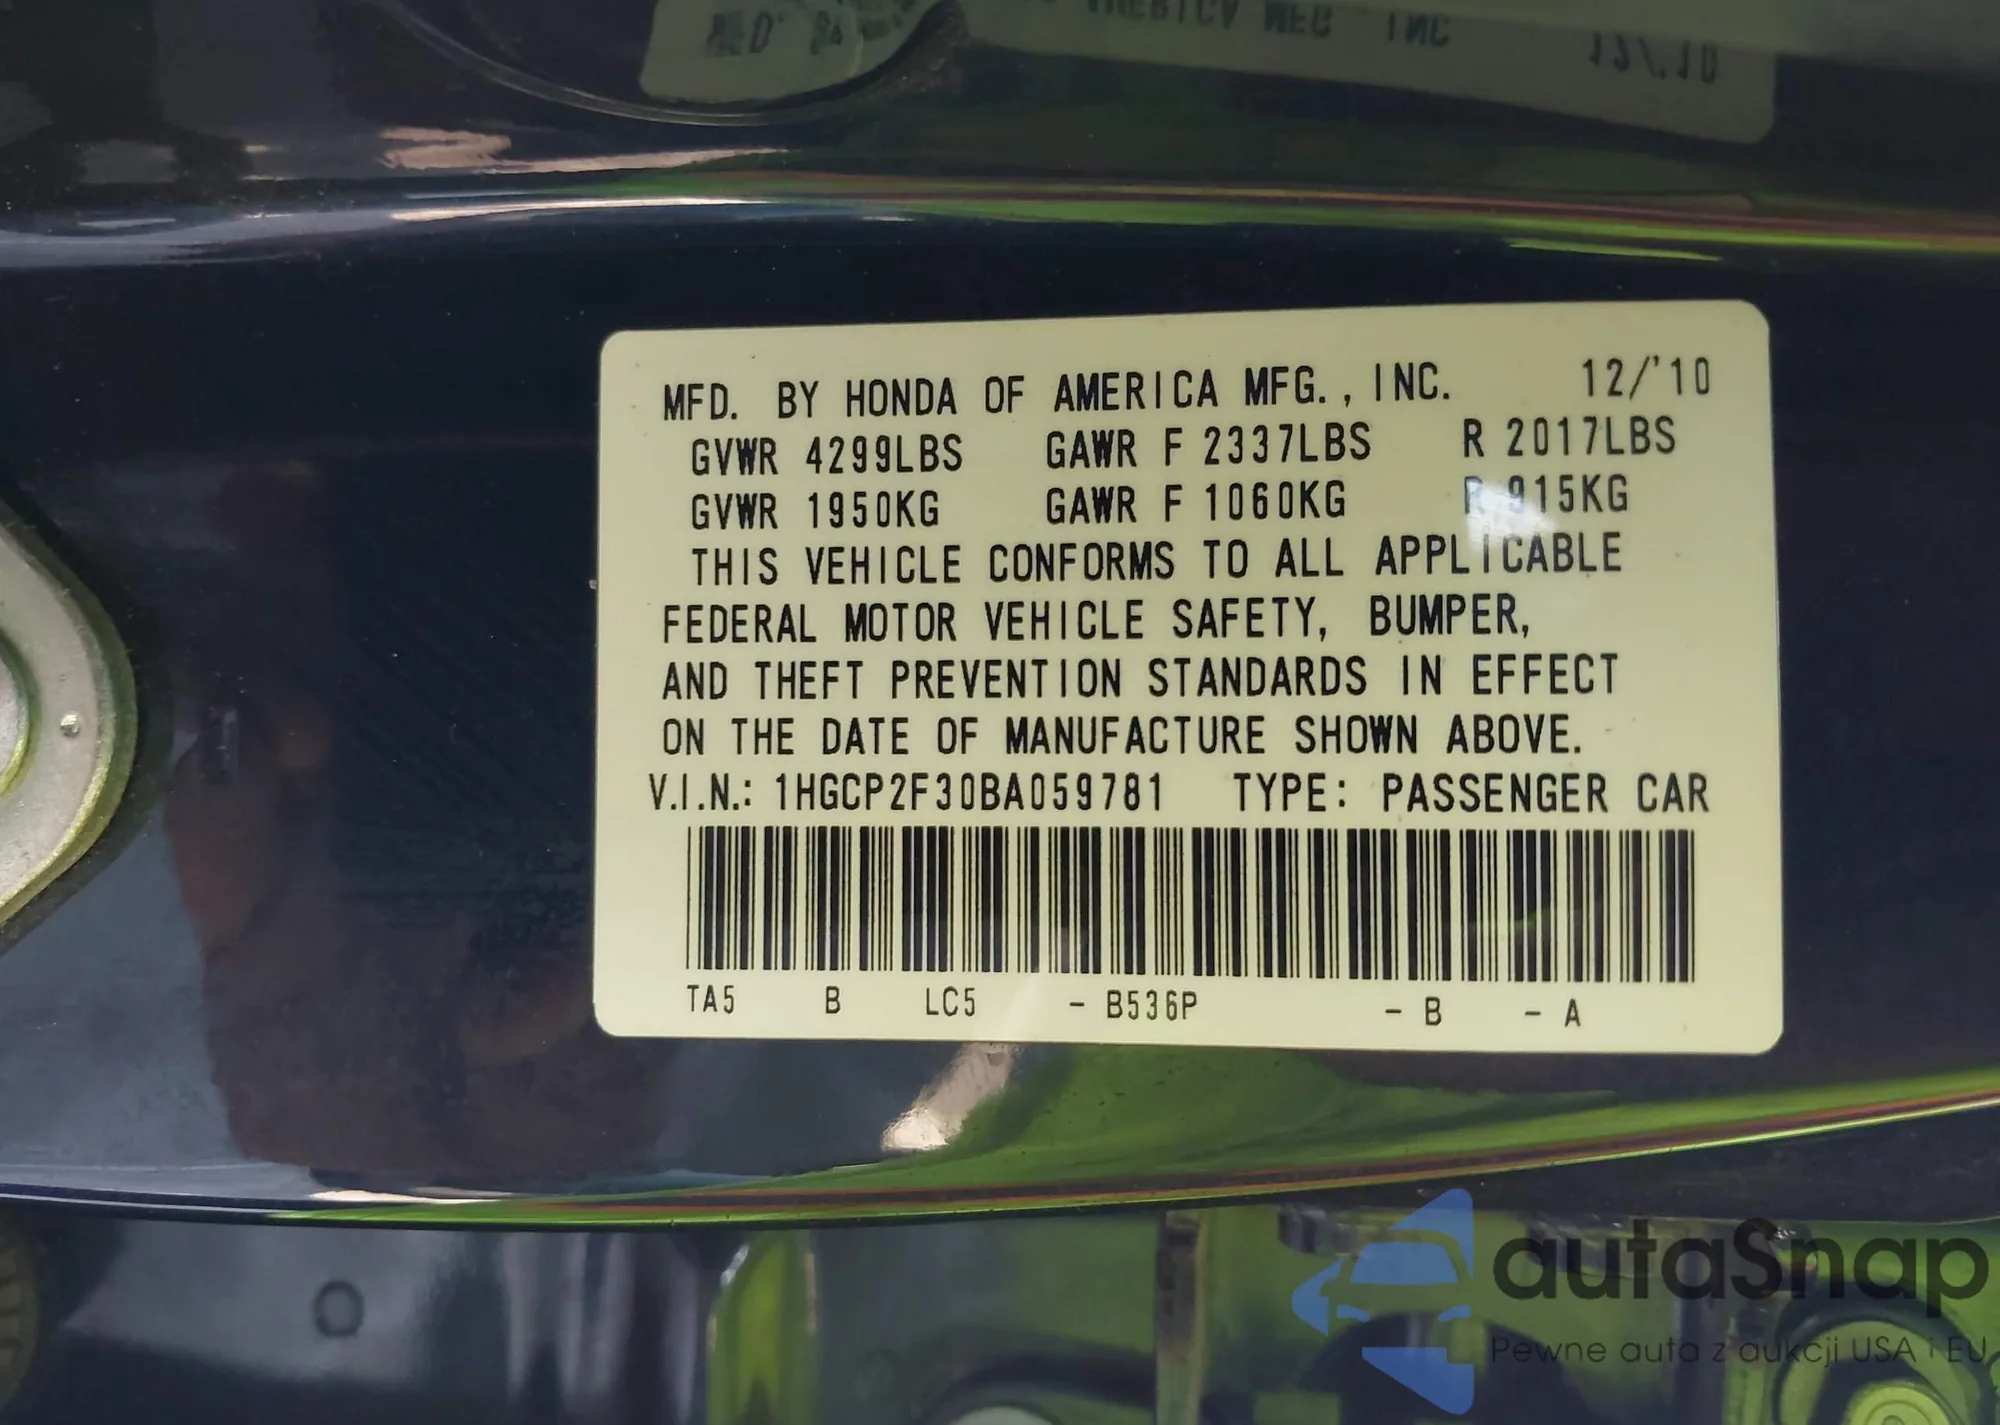 MFD. BY HONDA OF AMERICA MFG., INC. 12/'10
GVWR 4299LBS GAWR F 2337LBS R 2017LBS
GVWR 1950KG GAWR F 1060KG R 915KG
THIS VEHICLE CONFORMS TO ALL APPLICABLE
FEDERAL MOTOR VEHICLE SAFETY, BUMPER,
AND THEFT PREVENTION STANDARDS IN EFFECT
ON THE DATE OF MANUFACTURE SHOWN ABOVE.
V.I.N.: 1HGCP2F30BA059781 TYPE: PASSENGER CAR
TA5 B LC5 - B536P - B - A
autaSnap
Pewne auta z aukcji USA i EU